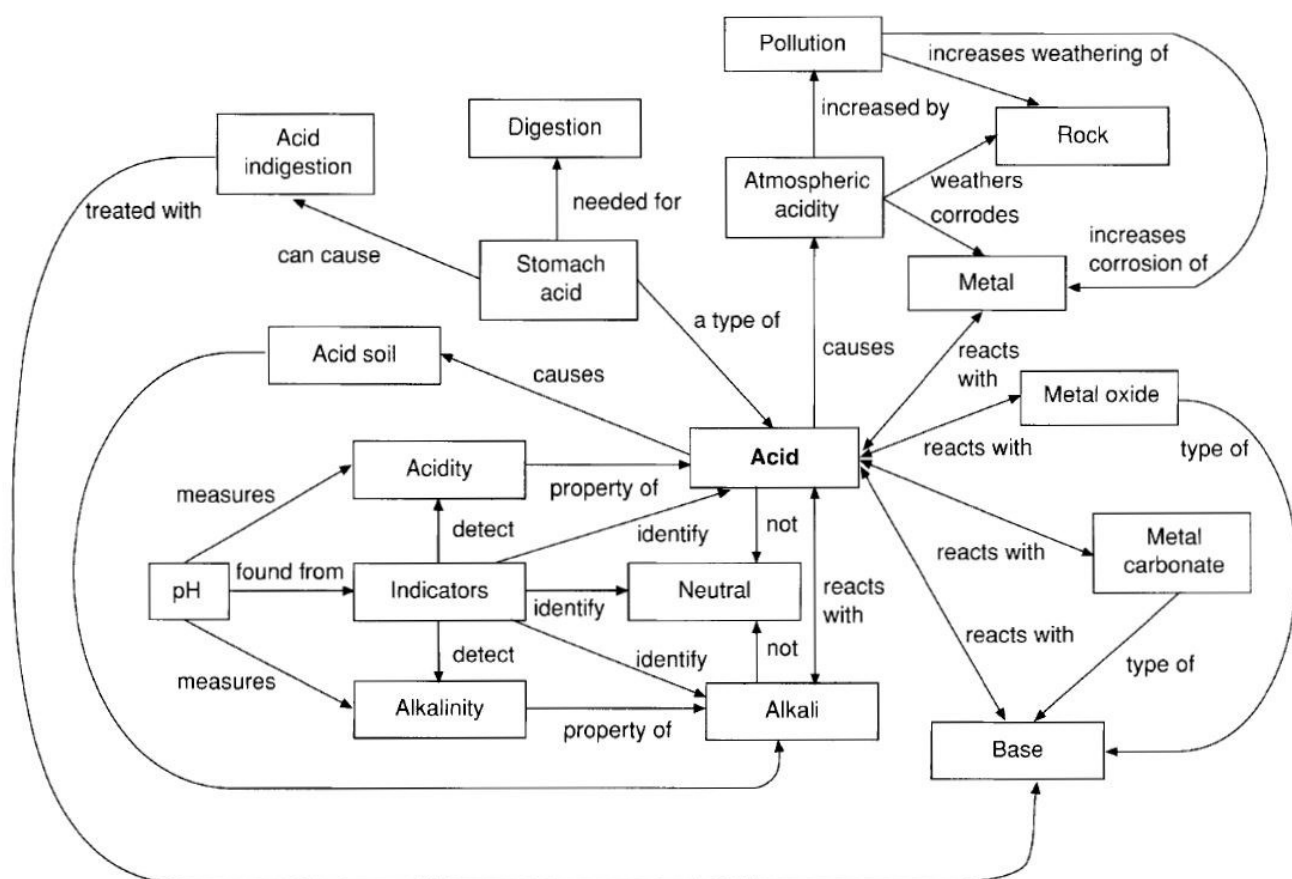 Pollution
increases weathering of
increased by
Digestion
Acid
indigestion
Rock
Atmospheric
acidity
weathers
treated with
needed for
corrodes
can cause
Stomach
acid
increases
corrosion of
Metal
a type of
Acid soil
causes
causes
reacts
with
Metal oxide
Acid
reacts with
type of
Acidity
measures
property of
detect
identify
not
Metal
carbonate
reacts with
pH
found from
Indicators
identify
Neutral
reacts
with
reacts with
measures
detect
identify
not
type of
Alkalinity
property of
Alkali
Base